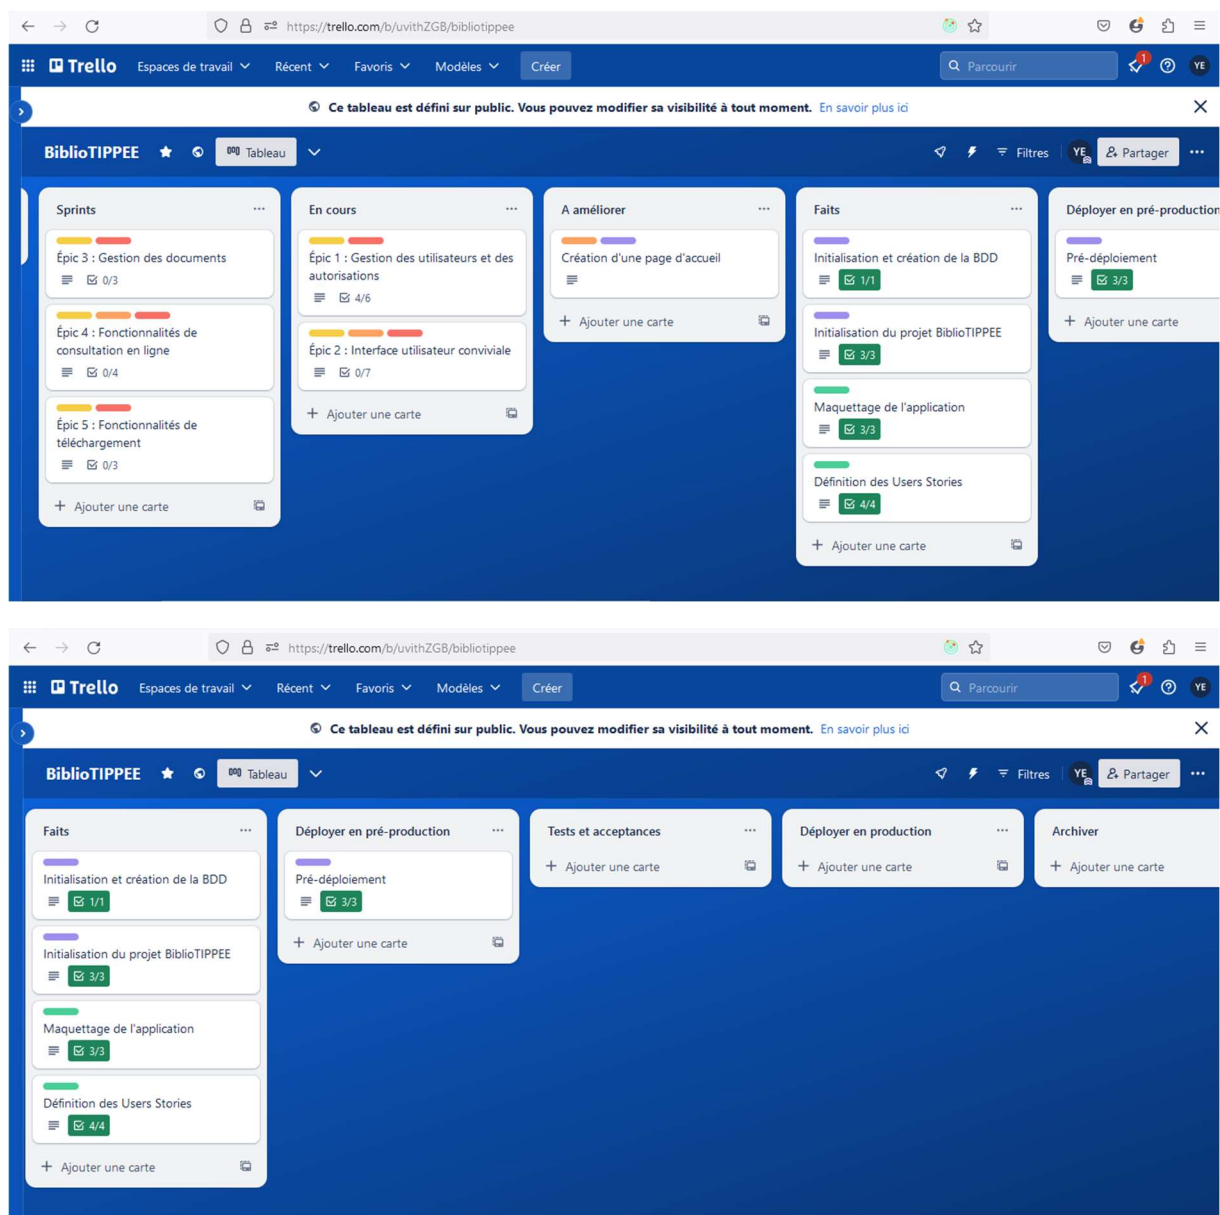 https://trello.com/b/uvithZGB/bibliotippee
Trello Espaces de travail Récent Favoris Modèles Créer Parcourir 1 YE
Ce tableau est défini sur public. Vous pouvez modifier sa visibilité à tout moment. En savoir plus ici
BiblioTIPPEE Tableau Filtres YE Partager
Sprints
Épic 3 : Gestion des documents
0/3
Épic 4 : Fonctionnalités de
consultation en ligne
0/4
Épic 5 : Fonctionnalités de
téléchargement
0/3
+ Ajouter une carte
En cours
Épic 1 : Gestion des utilisateurs et des
autorisations
4/6
Épic 2 : Interface utilisateur conviviale
0/7
+ Ajouter une carte
A améliorer
Création d'une page d'accueil
+ Ajouter une carte
Faits
Initialisation et création de la BDD
1/1
Initialisation du projet BiblioTIPPEE
3/3
Maquettage de l'application
3/3
Définition des Users Stories
4/4
+ Ajouter une carte
Déployer en pré-production
Pré-déploiement
3/3
+ Ajouter une carte
https://trello.com/b/uvithZGB/bibliotippee
Trello Espaces de travail Récent Favoris Modèles Créer Parcourir 1 YE
Ce tableau est défini sur public. Vous pouvez modifier sa visibilité à tout moment. En savoir plus ici
BiblioTIPPEE Tableau Filtres YE Partager
Faits
Initialisation et création de la BDD
1/1
Initialisation du projet BiblioTIPPEE
3/3
Maquettage de l'application
3/3
Définition des Users Stories
4/4
+ Ajouter une carte
Déployer en pré-production
Pré-déploiement
3/3
+ Ajouter une carte
Tests et acceptances
+ Ajouter une carte
Déployer en production
+ Ajouter une carte
Archiver
+ Ajouter une carte